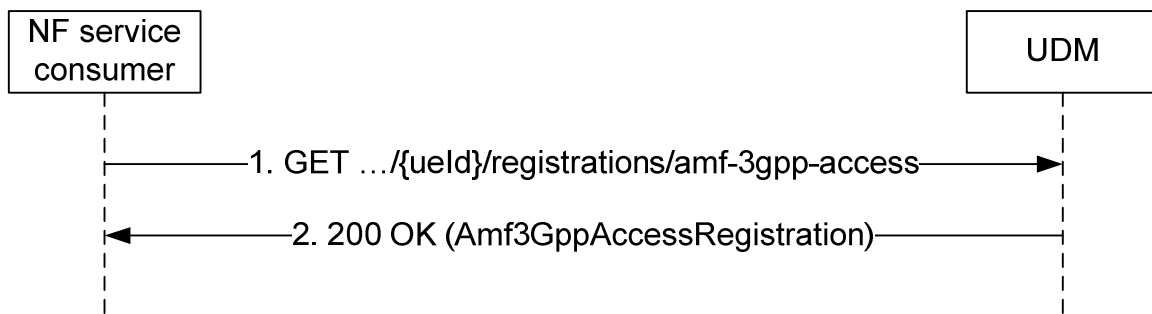 NF service
consumer
UDM
1. GET …/{ueId}/registrations/amf-3gpp-access
2. 200 OK (Amf3GppAccessRegistration)